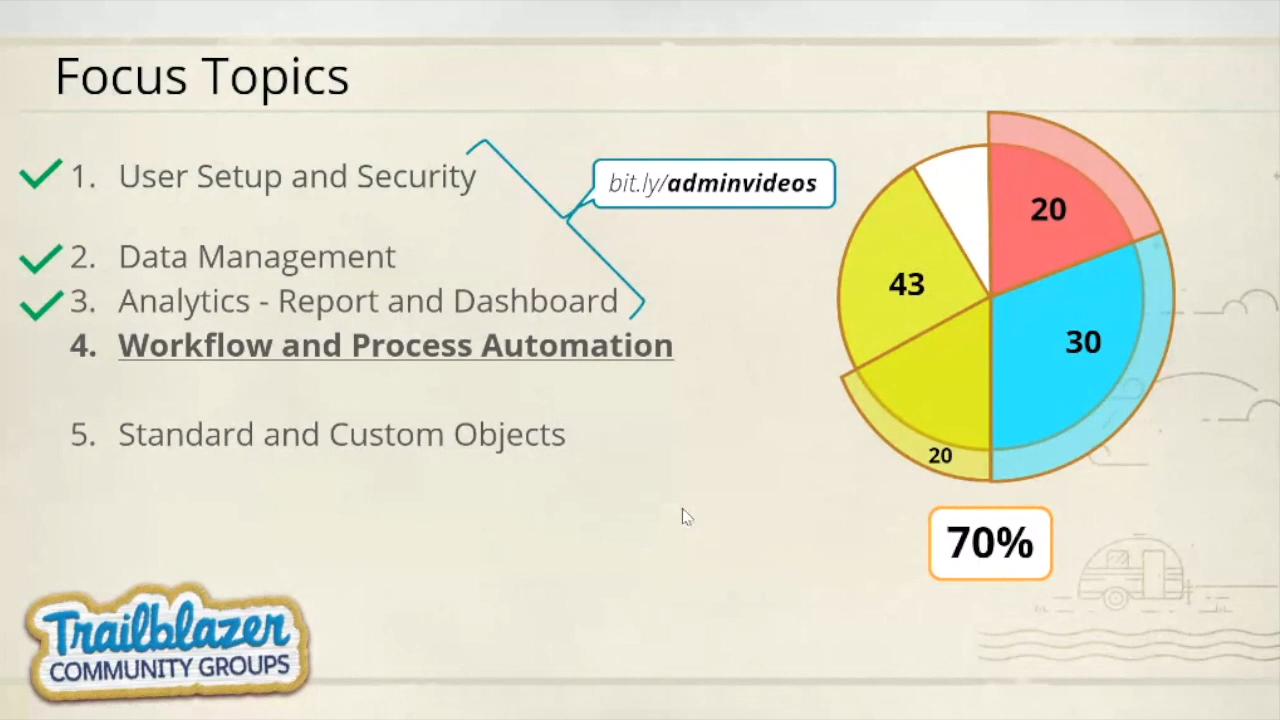 Focus Topics
1. User Setup and Security
bit.ly/adminvideos
2. Data Management
3. Analytics - Report and Dashboard
4. Workflow and Process Automation
5. Standard and Custom Objects
20
43
30
20
70%
Trailblazer
COMMUNITY GROUPS